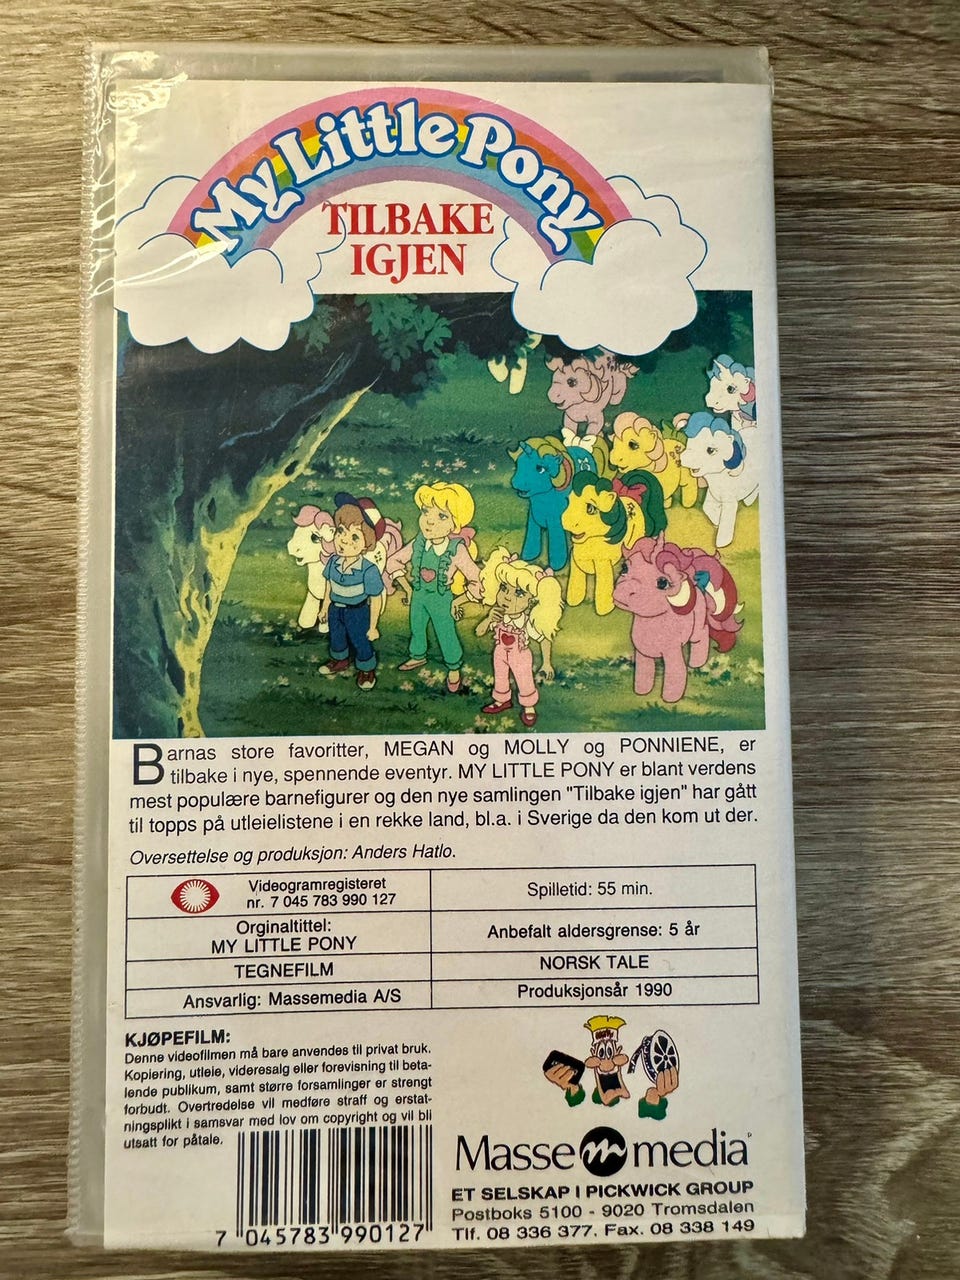 My Little Pony
TILBAKE
IGJEN
Barnas store favoritter, MEGAN og MOLLY og PONNIENE, er
tilbake i nye, spennende eventyr. MY LITTLE PONY er blant verdens
mest populære barnefigurer og den nye samlingen "Tilbake igjen" har gått
til topps på utleielistene i en rekke land, bl.a. i Sverige da den kom ut der.
Oversettelse og produksjon: Anders Hatlo.
Videogramregisteret
nr. 7 045 783 990 127
Spilletid: 55 min.
Orginaltittel:
MY LITTLE PONY
Anbefalt aldersgrense: 5 år
TEGNEFILM
NORSK TALE
Ansvarlig: Massemedia A/S
Produksjonsår 1990
KJØPEFILM:
Denne videofilmen må bare anvendes til privat bruk.
Kopiering, utleie, videresalg eller forevisning til beta-
lende publikum, samt større forsamlinger er strengt
forbudt. Overtredelse vil medføre straff og erstat-
ningsplikt i samsvar med lov om copyright og vil bli
utsatt for påtale.
7 045783 990127
Masse m media
ET SELSKAP I PICKWICK GROUP
Postboks 5100 - 9020 Tromsdalen
Tlf. 08 336 377. Fax. 08 338 149